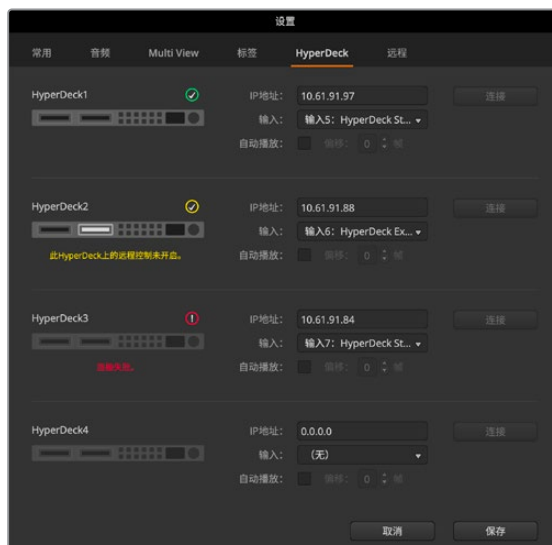 设置
常用 音频 Multi View 标签 HyperDeck 远程
HyperDeck1
IP地址： 10.61.91.97 连接
输入： 输入5：HyperDeck St...
自动播放： 偏移： 0 帧
HyperDeck2
IP地址： 10.61.91.88 连接
输入： 输入6：HyperDeck Ex...
此HyperDeck上的远程控制未开启。
自动播放： 偏移： 0 帧
HyperDeck3
IP地址： 10.61.91.84 连接
输入： 输入7：HyperDeck St...
连接失败。
自动播放： 偏移： 0 帧
HyperDeck4
IP地址： 0.0.0.0 连接
输入： （无）
自动播放： 偏移： 0 帧
取消 保存